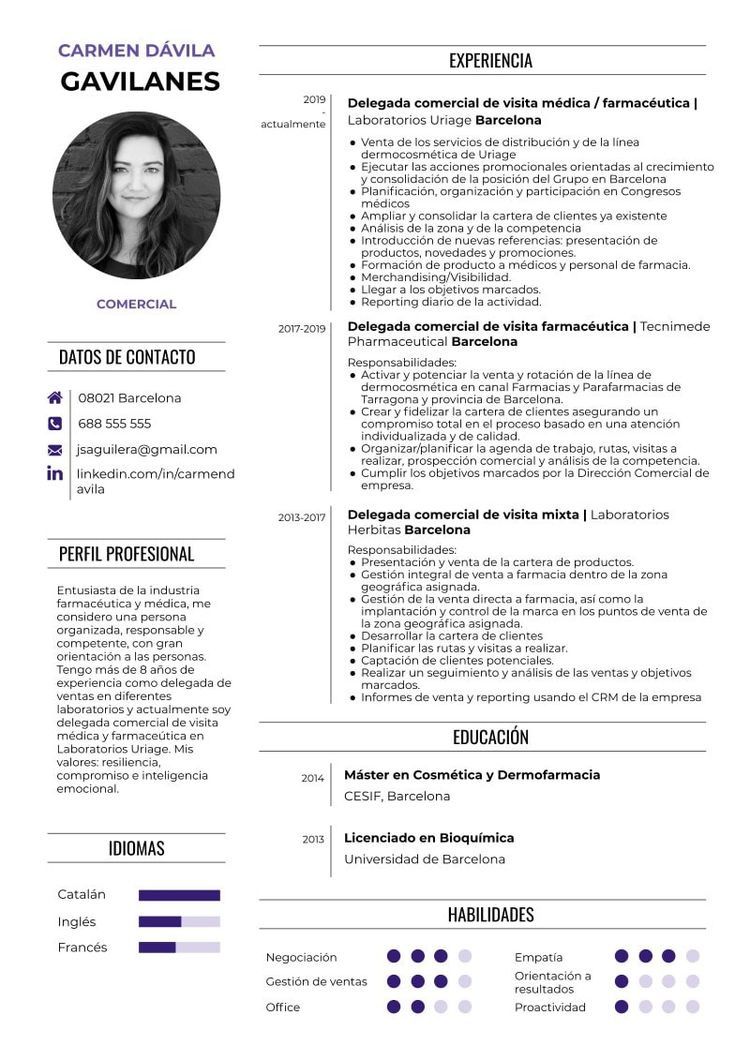 CARMEN DÁVILA
GAVILANES
COMERCIAL
DATOS DE CONTACTO
08021 Barcelona
688 555 555
jsaguilera@gmail.com
linkedin.com/in/carmend
avila
PERFIL PROFESIONAL
Entusiasta de la industria
farmacéutica y médica, me
considero una persona
organizada, responsable y
competente, con gran
orientación a las personas.
Tengo más de 8 años de
experiencia como delegada de
ventas en diferentes
laboratorios y actualmente soy
delegada comercial de visita
médica y farmaceútica en
Laboratorios Uriage. Mis
valores: resiliencia,
compromiso e inteligencia
emocional.
IDIOMAS
Catalán
Inglés
Francés
EXPERIENCIA
2019
-
actualmente
Delegada comercial de visita médica / farmacéutica |
Laboratorios Uriage Barcelona
● Venta de los servicios de distribución y de la línea
dermocosmética de Uriage
● Ejecutar las acciones promocionales orientadas al crecimiento
y consolidación de la posición del Grupo en Barcelona
● Planificación, organización y participación en Congresos
médicos
● Ampliar y consolidar la cartera de clientes ya existente
● Análisis de la zona y de la competencia
● Introducción de nuevas referencias: presentación de
productos, novedades y promociones.
● Formación de producto a médicos y personal de farmacia.
● Merchandising/Visibilidad.
● Llegar a los objetivos marcados.
● Reporting diario de la actividad.
2017-2019
Delegada comercial de visita farmacéutica | Tecnimede
Pharmaceutical Barcelona
Responsabilidades:
● Activar y potenciar la venta y rotación de la línea de
dermocosmética en canal Farmacias y Parafarmacias de
Tarragona y provincia de Barcelona.
● Crear y fidelizar la cartera de clientes asegurando un
compromiso total en el proceso basado en una atención
individualizada y de calidad.
● Organizar/planificar la agenda de trabajo, rutas, visitas a
realizar, prospección comercial y análisis de la competencia.
● Cumplir los objetivos marcados por la Dirección Comercial de
empresa.
2013-2017
Delegada comercial de visita mixta | Laboratorios
Herbitas Barcelona
Responsabilidades:
● Presentación y venta de la cartera de productos.
● Gestión integral de venta a farmacia dentro de la zona
geográfica asignada.
● Gestión de la venta directa a farmacia, así como la
implantación y control de la marca en los puntos de venta de
la zona geográfica asignada.
● Desarrollar la cartera de clientes
● Planificar las rutas y visitas a realizar.
● Captación de clientes potenciales.
● Realizar un seguimiento y análisis de las ventas y objetivos
marcados.
● Informes de venta y reporting usando el CRM de la empresa
EDUCACIÓN
2014
Máster en Cosmética y Dermofarmacia
CESIF, Barcelona
2013
Licenciado en Bioquímica
Universidad de Barcelona
HABILIDADES
Negociación
Gestión de ventas
Office
Empatía
Orientación a
resultados
Proactividad